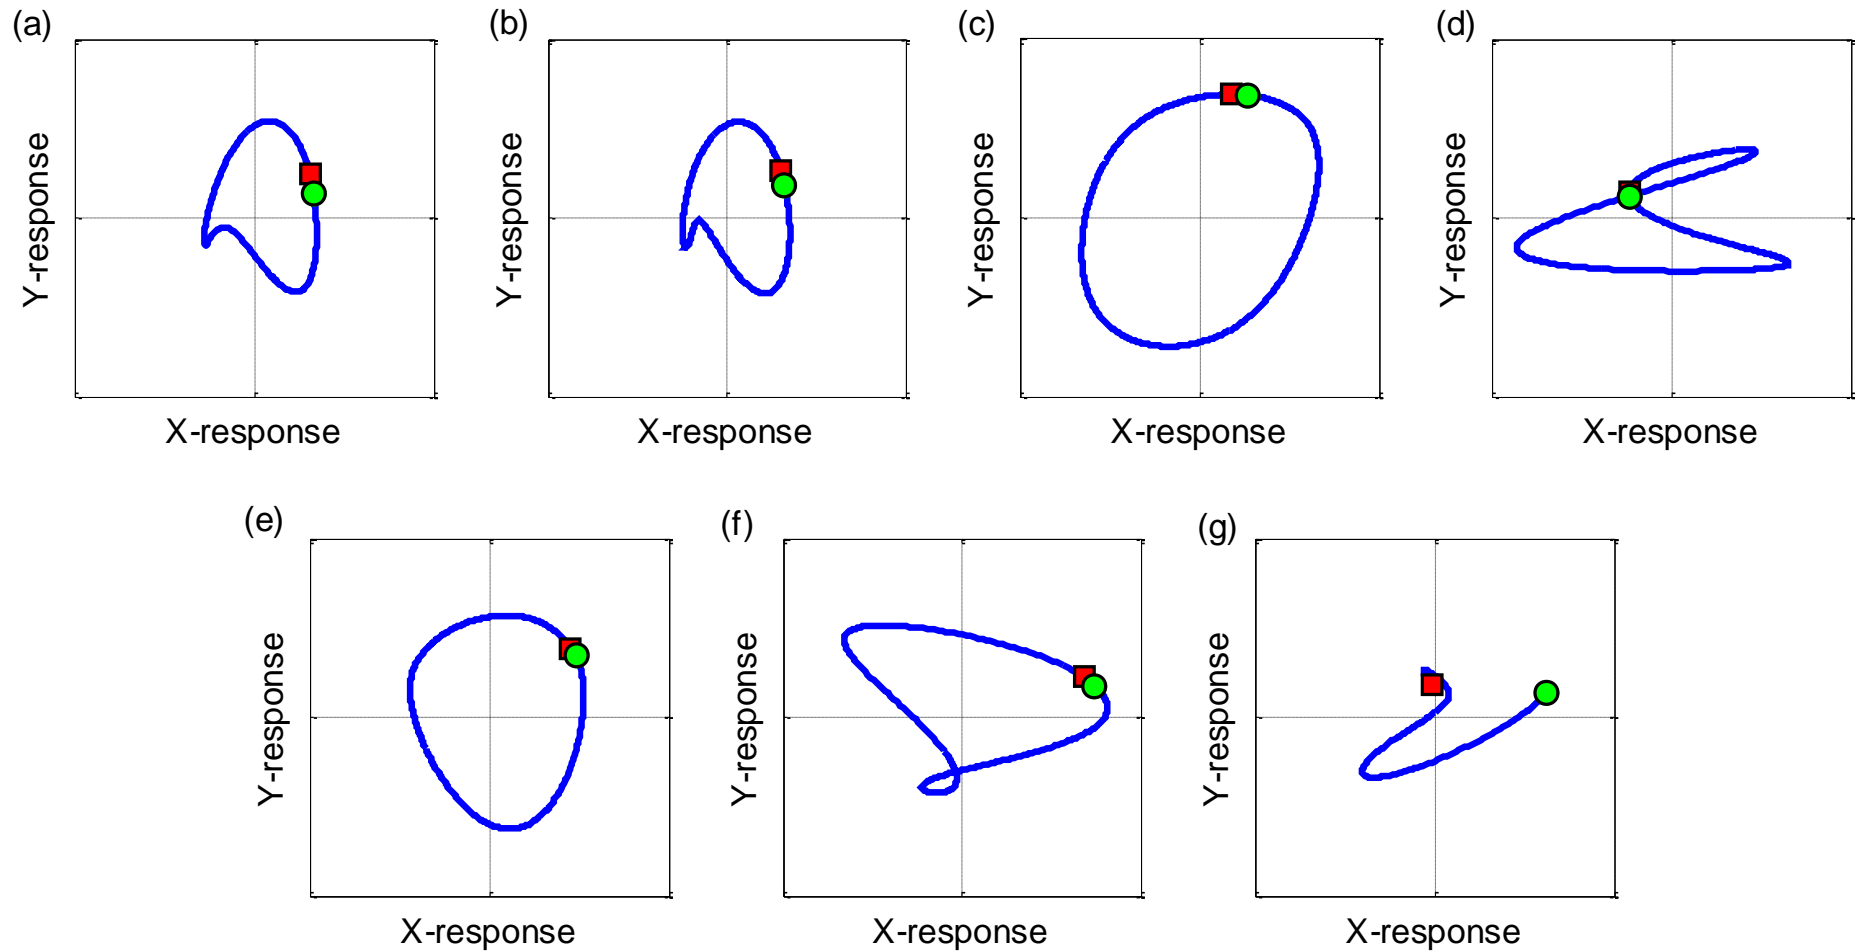 (a)
(b)
(c)
(d)
Y-response
Y-response
Y-response
Y-response
X-response
X-response
X-response
X-response
(e)
(f)
(g)
Y-response
Y-response
Y-response
X-response
X-response
X-response